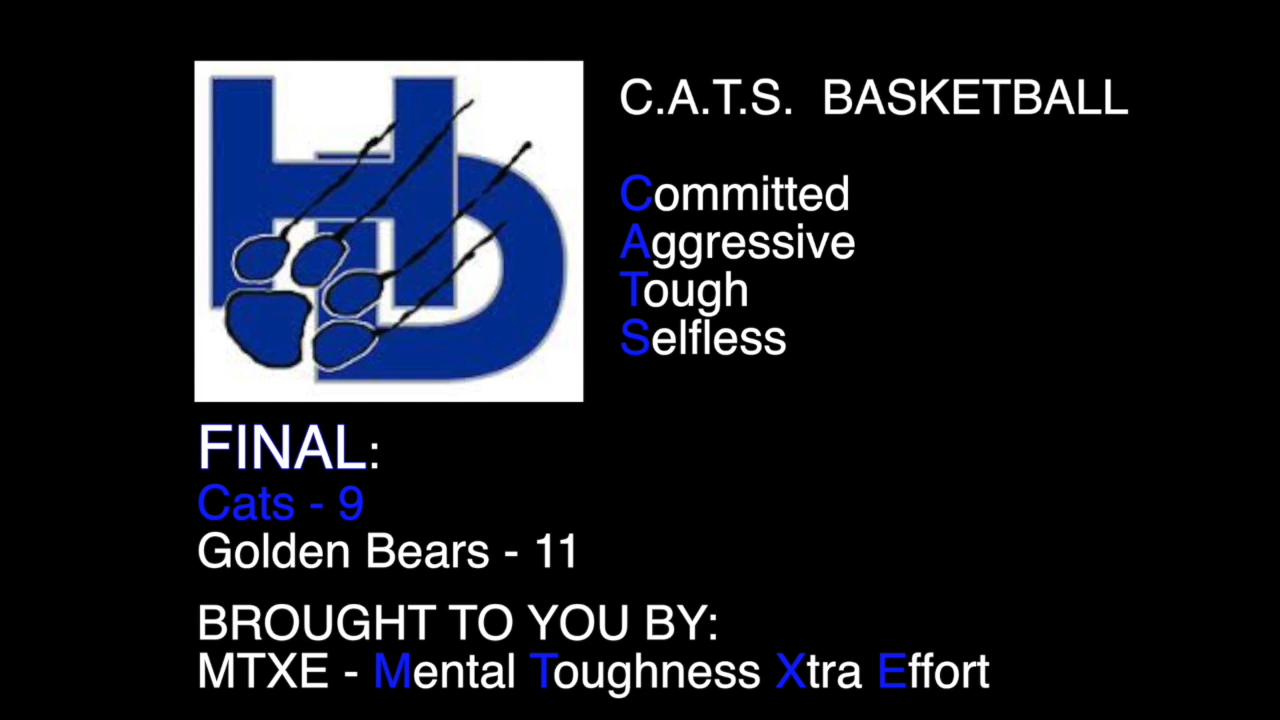 HD
C.A.T.S. BASKETBALL
Committed
Aggressive
Tough
Selfless
FINAL:
Cats - 9
Golden Bears - 11
BROUGHT TO YOU BY:
MTXE - Mental Toughness Xtra Effort